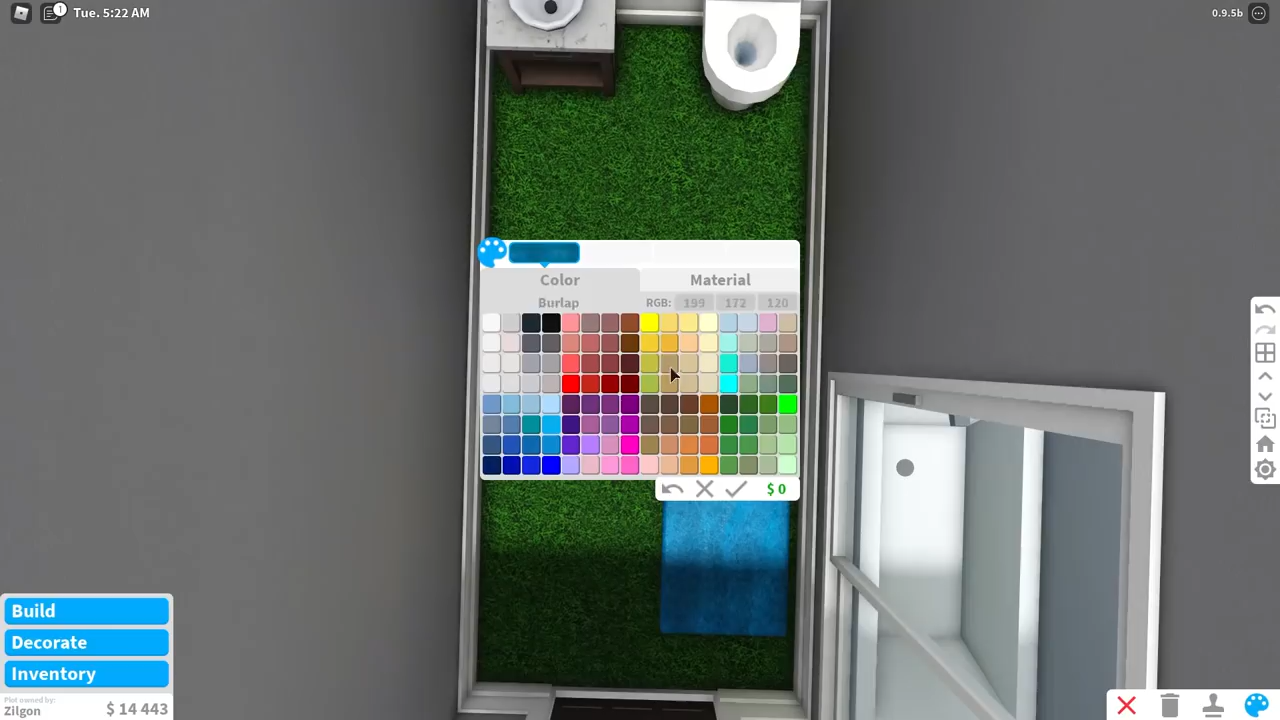 1
Tue. 5:22 AM
0.9.5b
Color
Material
Burlap
RGB: 199 172 120
$ 0
Build
Decorate
Inventory
Plot owned by:
Zilgon
$ 14 443